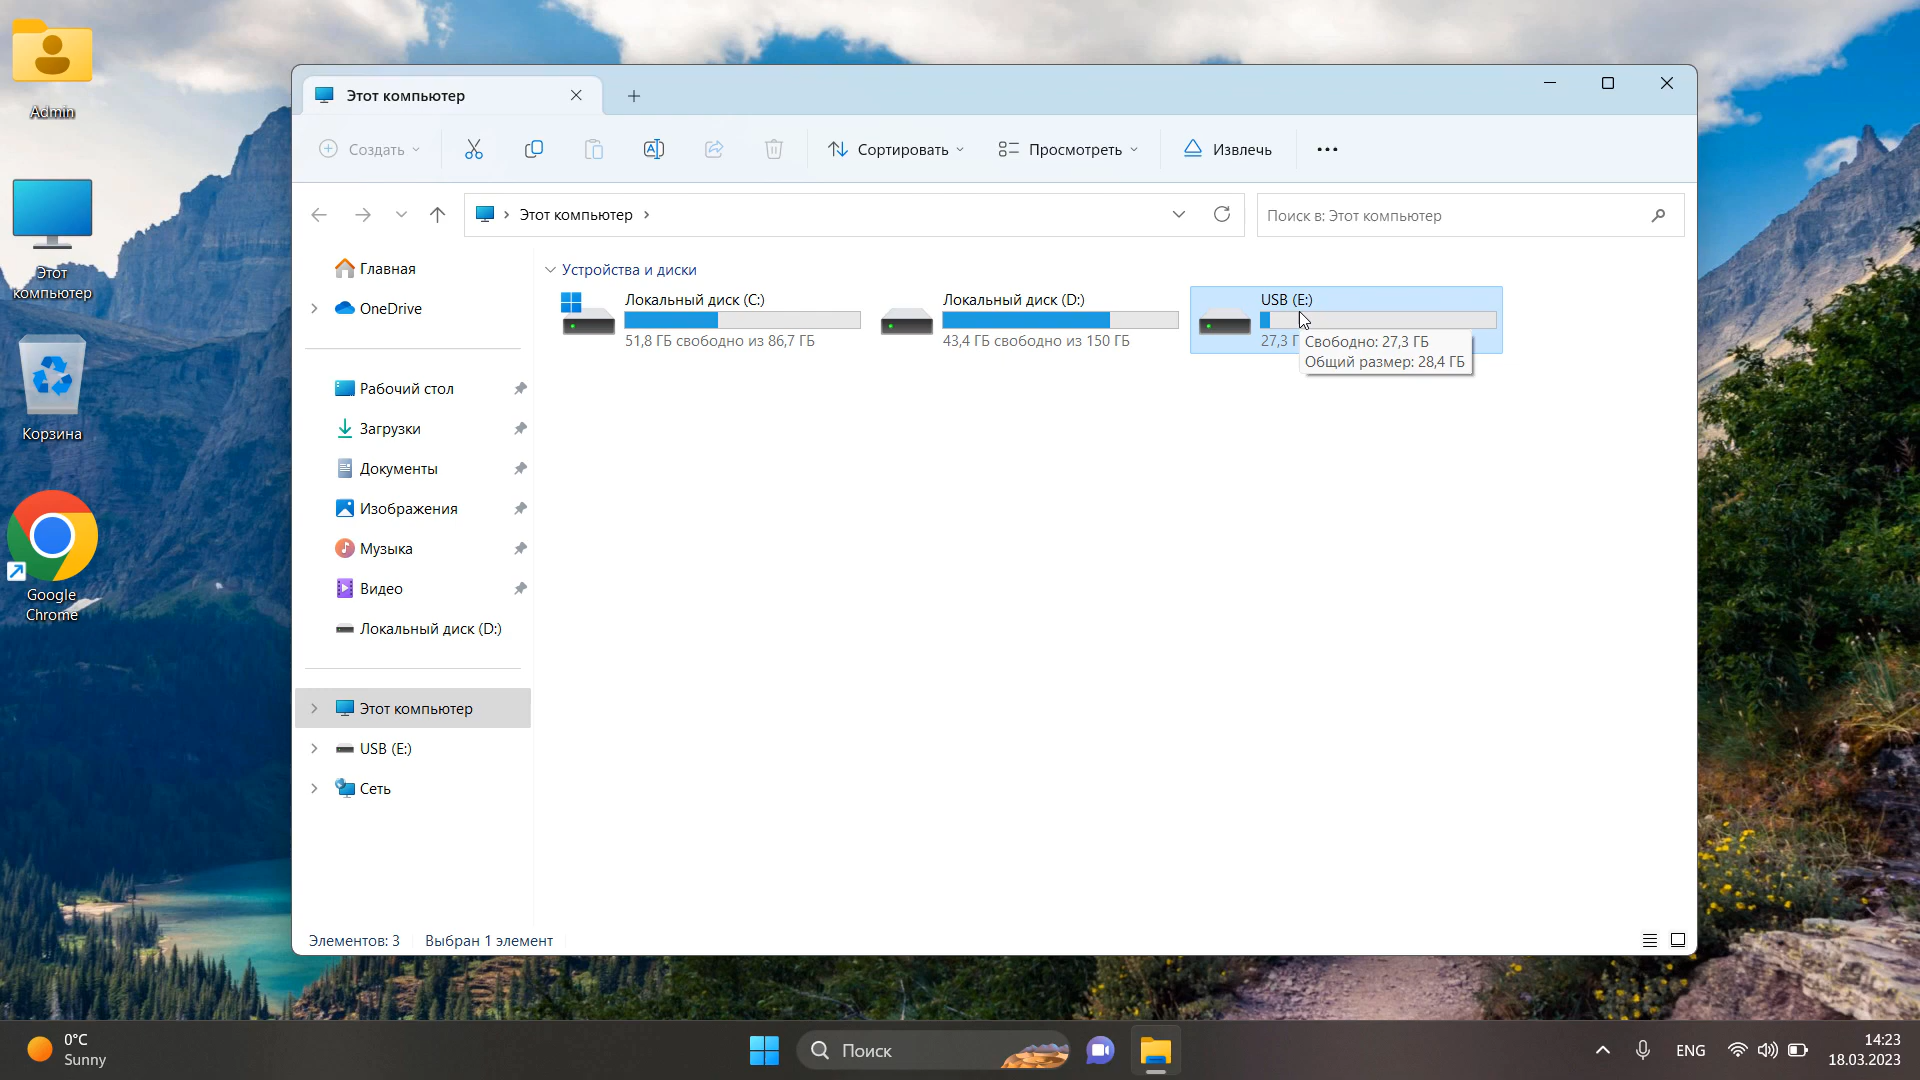 Admin
Этот
компьютер
Корзина
Google
Chrome
Этот компьютер
Создать
Сортировать
Просмотреть
Извлечь
Этот компьютер
Поиск в: Этот компьютер
Главная
OneDrive
Рабочий стол
Загрузки
Документы
Изображения
Музыка
Видео
Локальный диск (D:)
Этот компьютер
USB (E:)
Сеть
Устройства и диски
Локальный диск (C:)
51,8 ГБ свободно из 86,7 ГБ
Локальный диск (D:)
43,4 ГБ свободно из 150 ГБ
USB (E:)
27,3 Г
Свободно: 27,3 ГБ
Общий размер: 28,4 ГБ
Элементов: 3
Выбран 1 элемент
0°C
Sunny
Поиск
ENG
14:23
18.03.2023